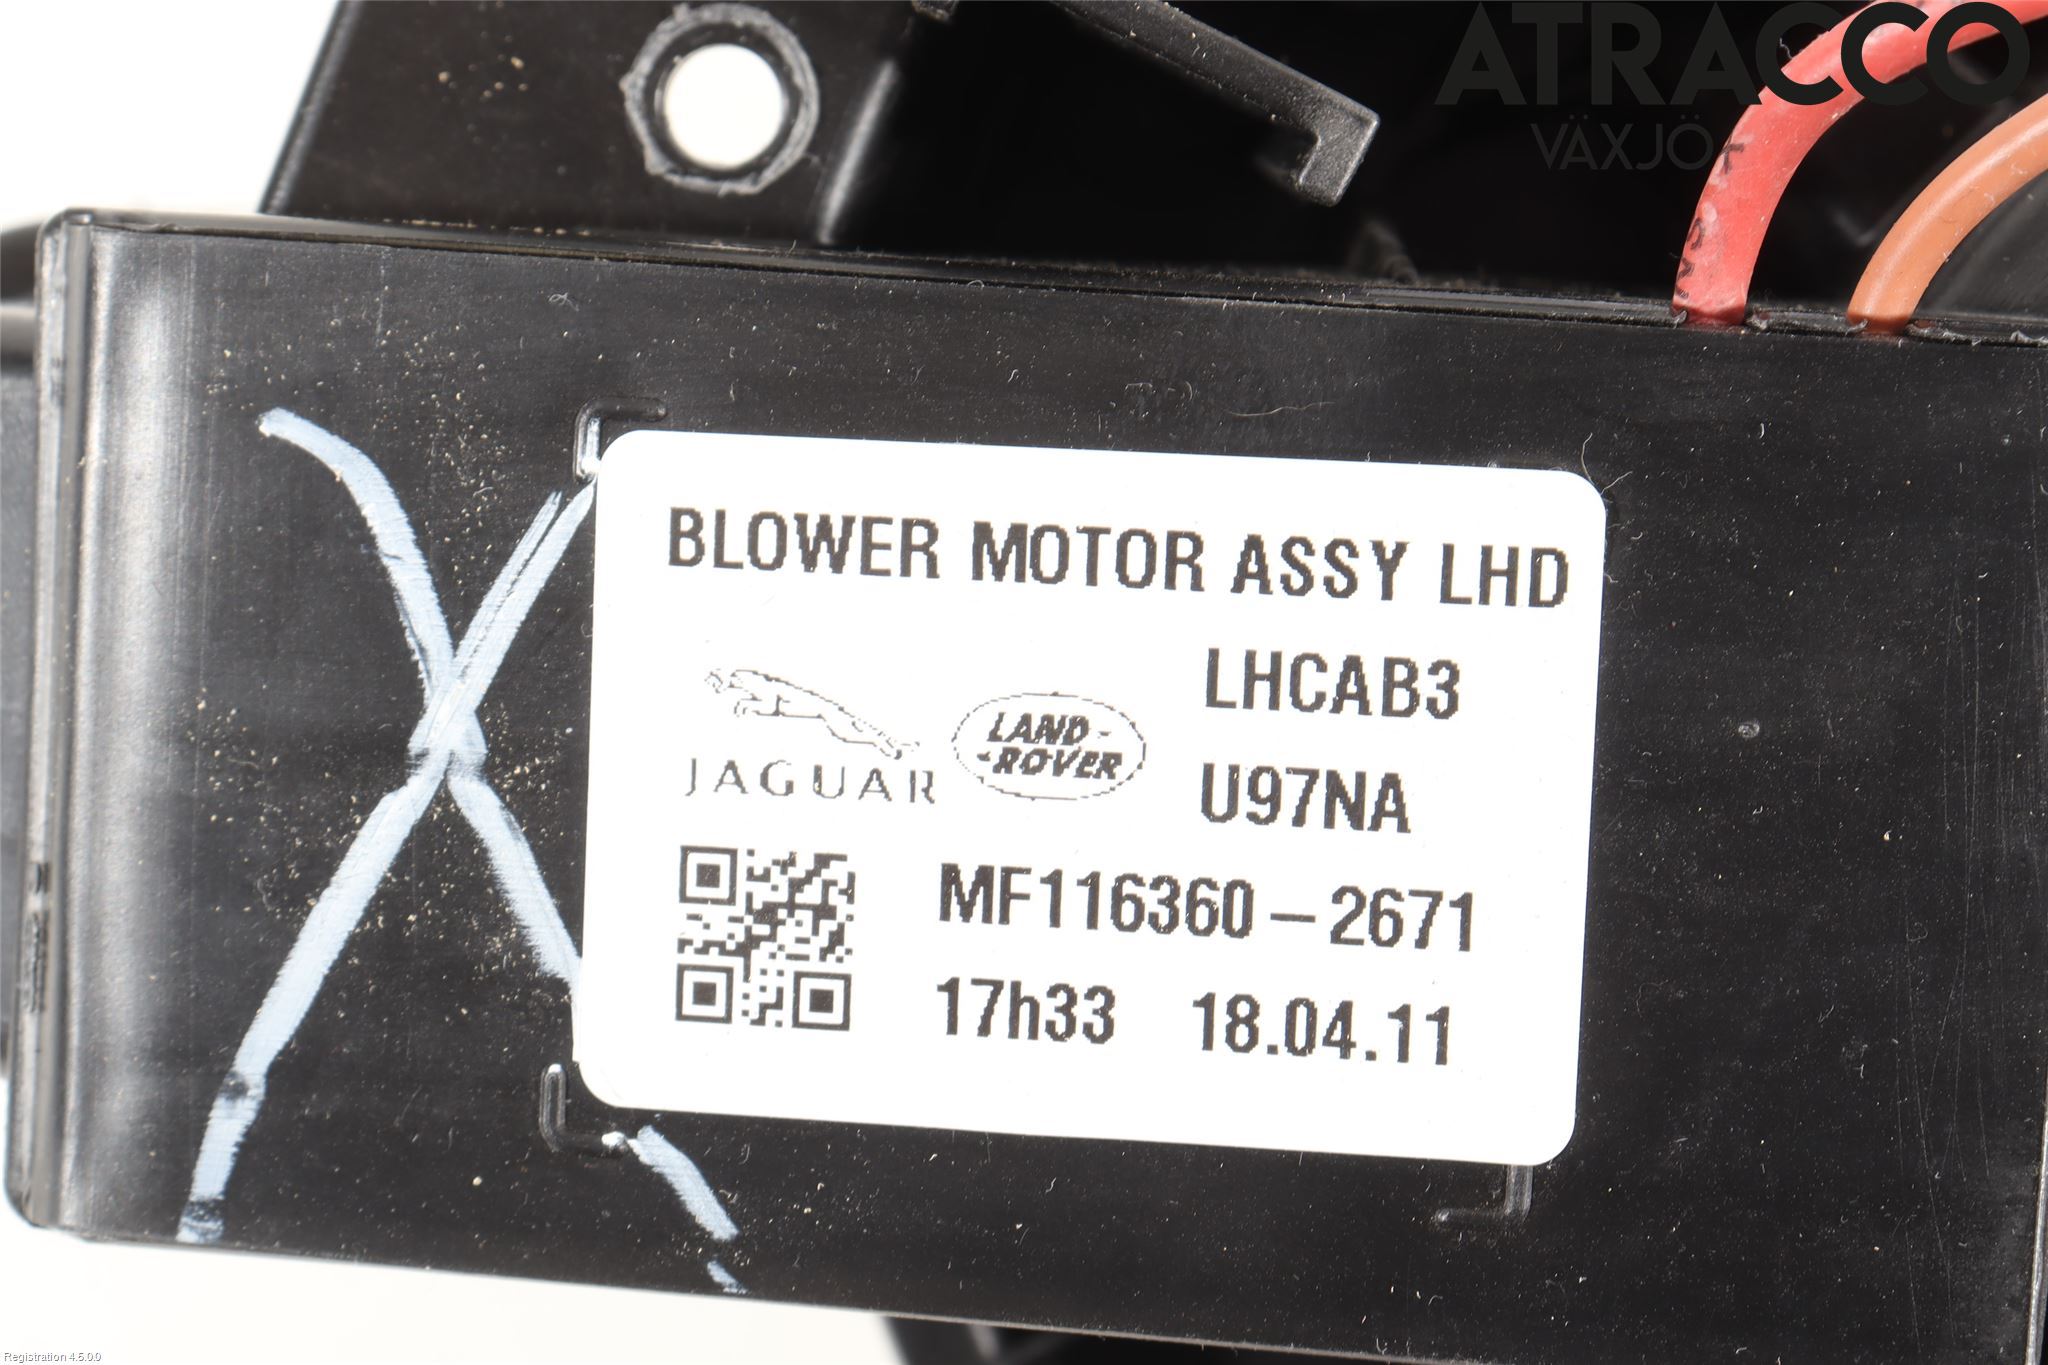 ATRACCO
VÄXJÖ
BLOWER MOTOR ASSY LHD
LHCAB3
JAGUAR
LAND-
-ROVER
U97NA
MF116360-2671
17h33 18.04.11
Registration 4.5.0.0